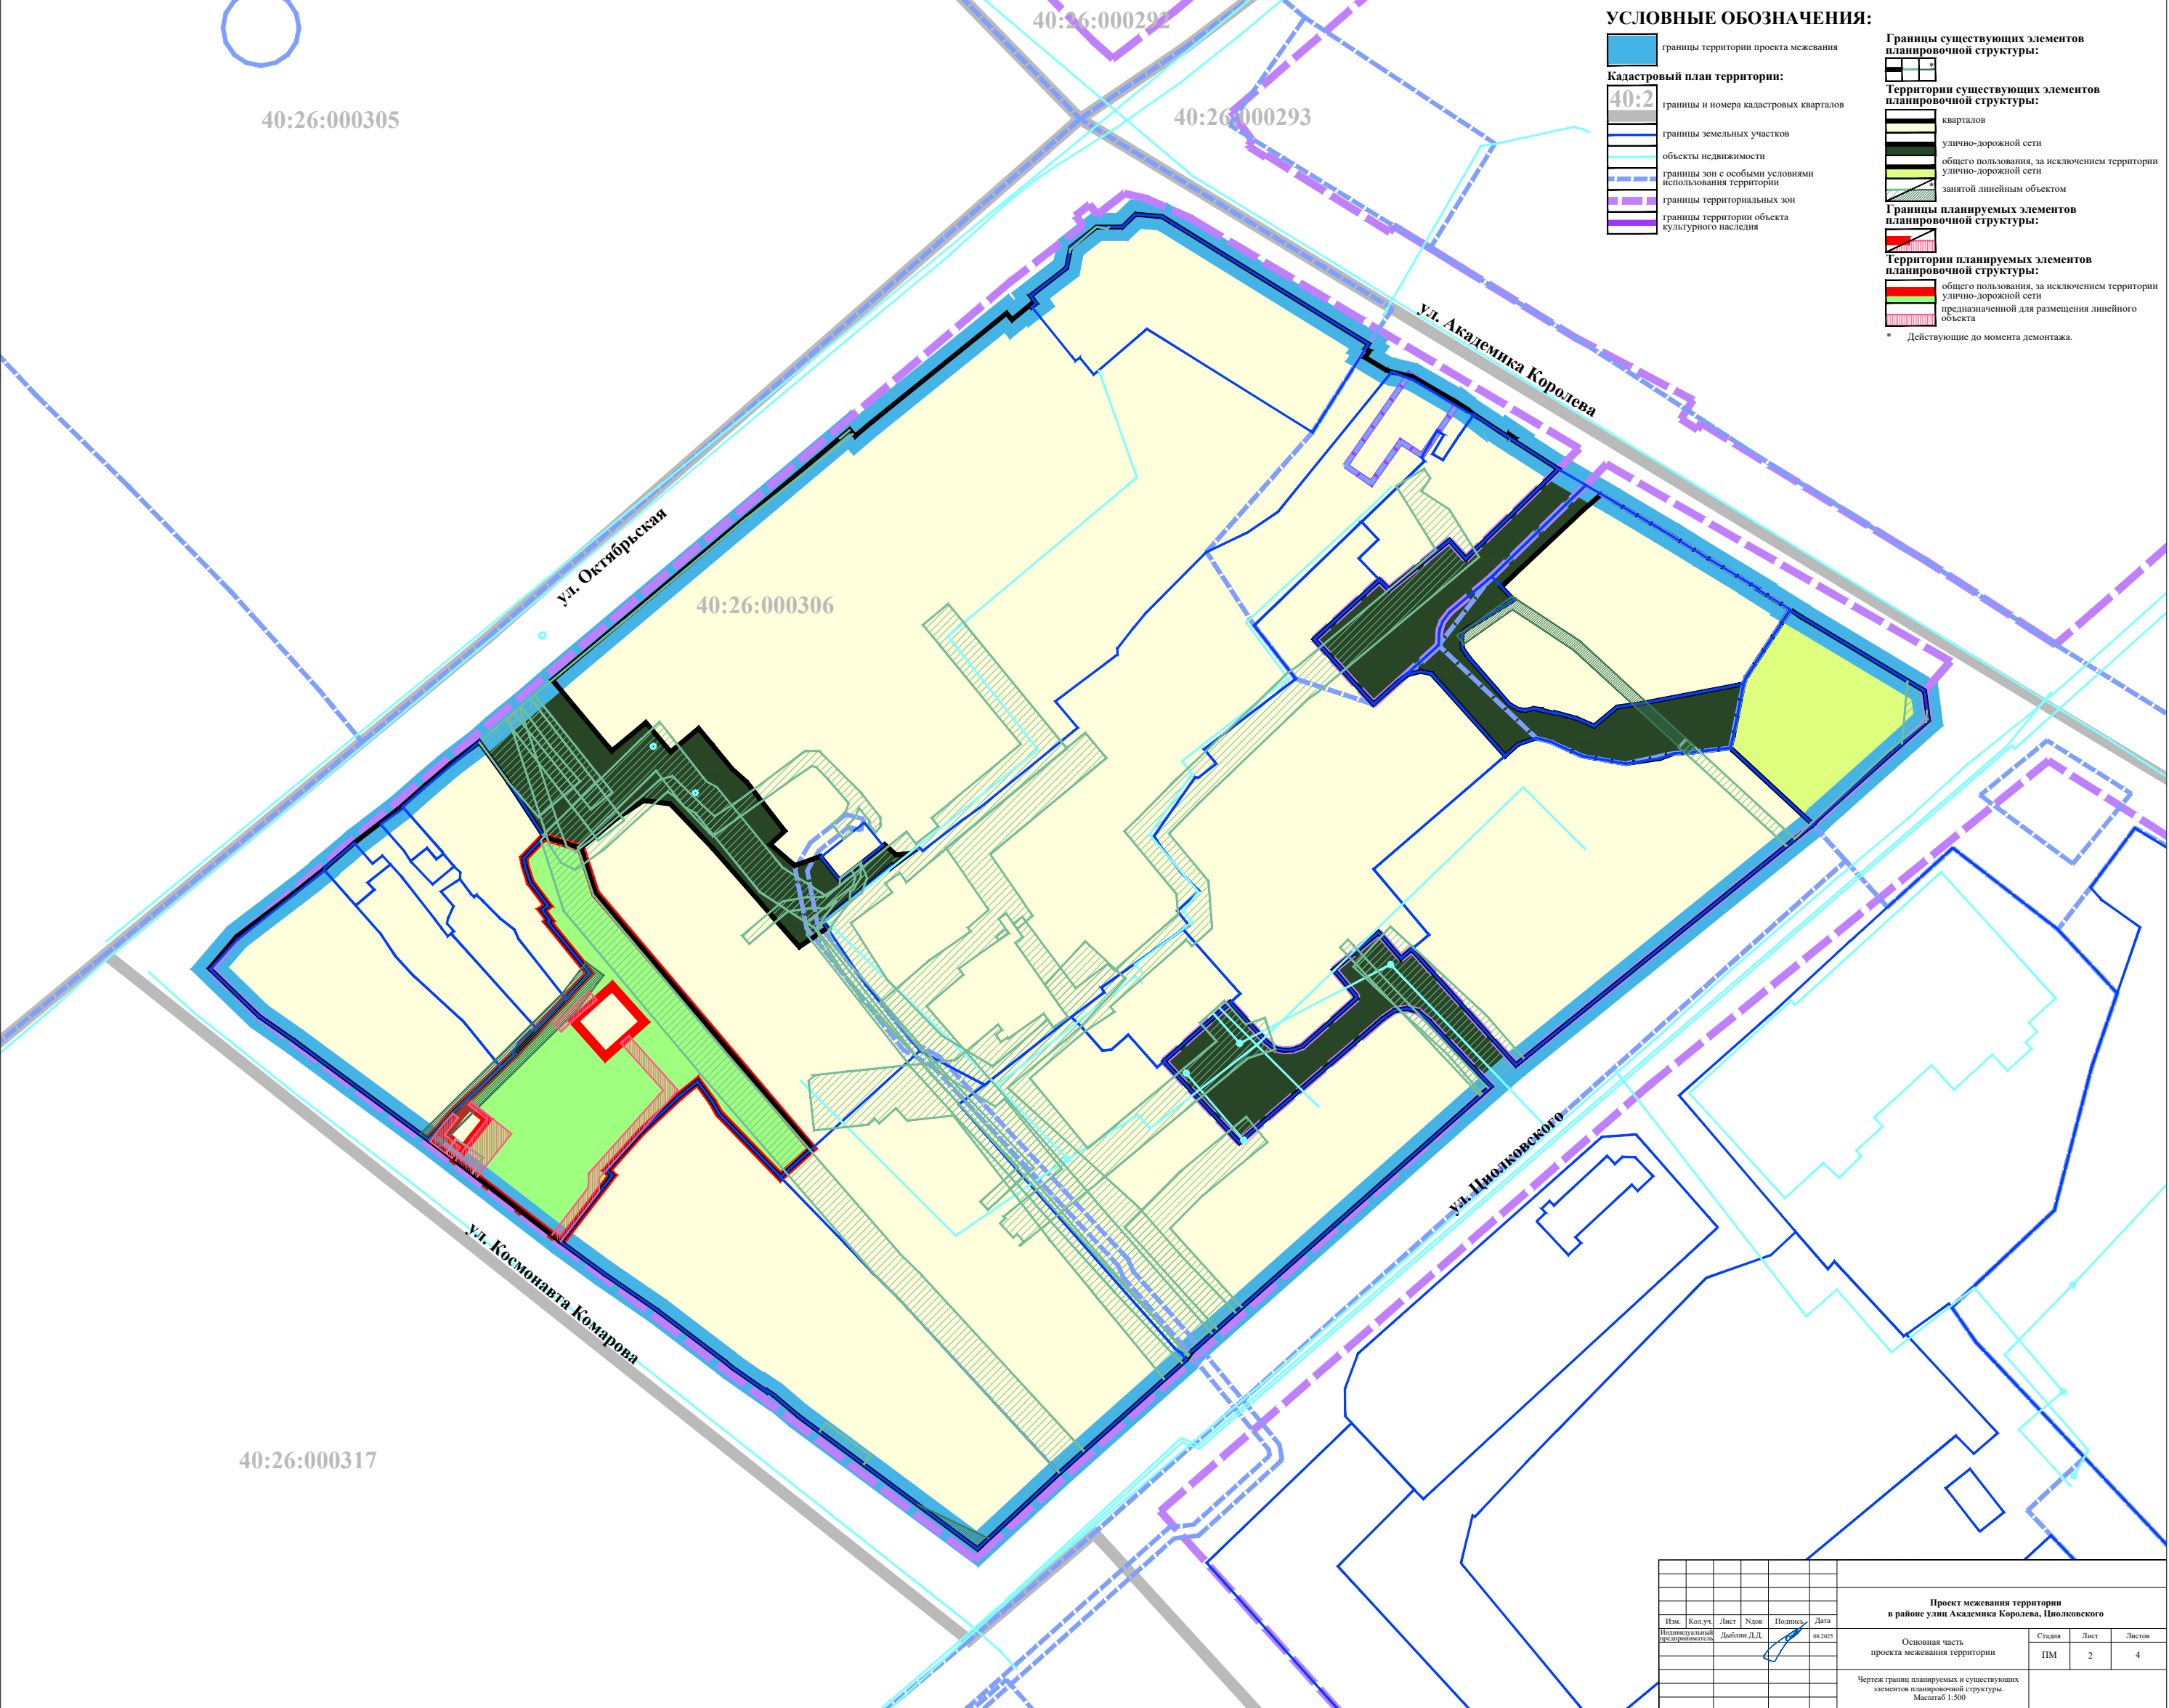 40:26:000292
40:26:000305
40:26:000293
УСЛОВНЫЕ ОБОЗНАЧЕНИЯ:
границы территории проекта межевания
Кадастровый план территории:
40:2
границы и номера кадастровых кварталов
границы земельных участков
объекты недвижимости
границы зон с особыми условиями
использования территории
границы территориальных зон
границы территории объекта
культурного наследия
Границы существующих элементов
планировочной структуры:
*
Территории существующих элементов
планировочной структуры:
кварталов
улично-дорожной сети
общего пользования, за исключением территории
улично-дорожной сети
*
занятой линейным объектом
Границы планируемых элементов
планировочной структуры:
Территории планируемых элементов
планировочной структуры:
общего пользования, за исключением территории
улично-дорожной сети
предназначенной для размещения линейного
объекта
* Действующие до момента демонтажа.
ул. Академика Королева
ул. Октябрьская
40:26:000306
ул. Циолковского
ул. Космонавта Комарова
40:26:000317
Проект межевания территории
в районе улиц Академика Королева, Циолковского
Изм. Кол.уч. Лист Nдок Подпись Дата
Индивидуальный
предприниматель
Дыблин Д.Д.
08.2025
Основная часть
проекта межевания территории
Стадия Лист Листов
ПМ 2 4
Чертеж границ планируемых и существующих
элементов планировочной структуры.
Масштаб 1:500